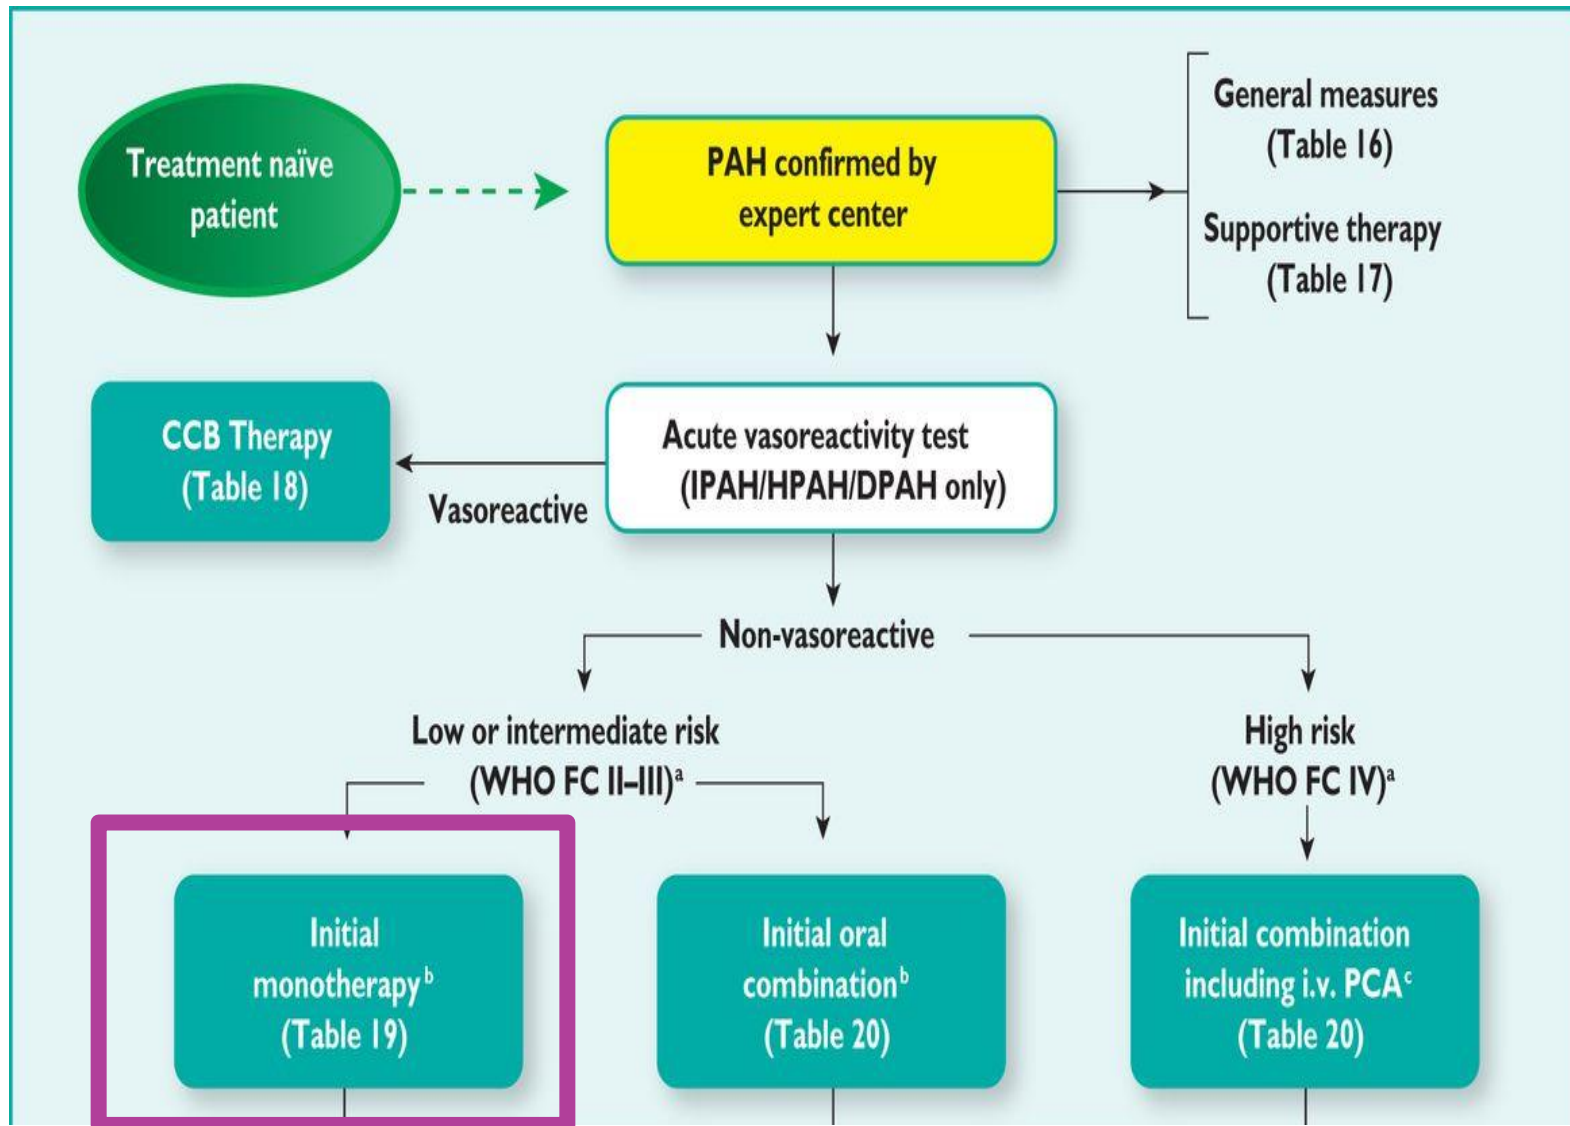 Treatment naïve
patient
PAH confirmed by
expert center
General measures
(Table 16)
Supportive therapy
(Table 17)
CCB Therapy
(Table 18)
Vasoreactive
Acute vasoreactivity test
(IPAH/HPAH/DPAH only)
Non-vasoreactive
Low or intermediate risk
(WHO FC II–III)ᵃ
High risk
(WHO FC IV)ᵃ
Initial
monotherapyᵇ
(Table 19)
Initial oral
combinationᵇ
(Table 20)
Initial combination
including i.v. PCAᶜ
(Table 20)